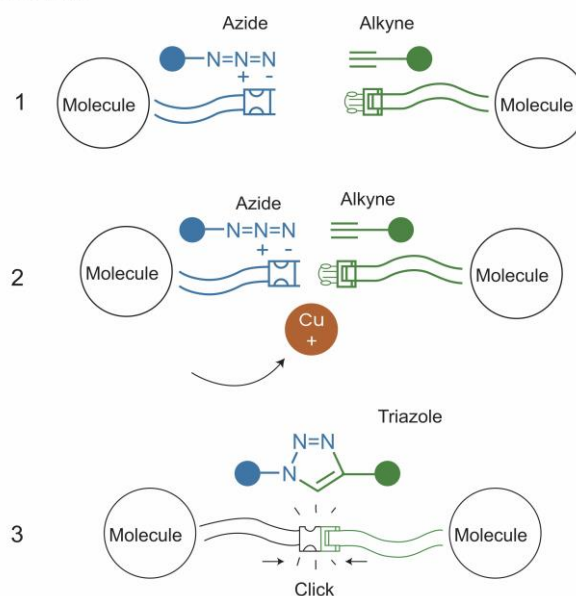 Azide Alkyne
N=N=N
+ -
1 Molecule Molecule
Azide Alkyne
N=N=N
+ -
2 Molecule Molecule
Cu
+
Triazole
N=N
N
3 Molecule Molecule
Click